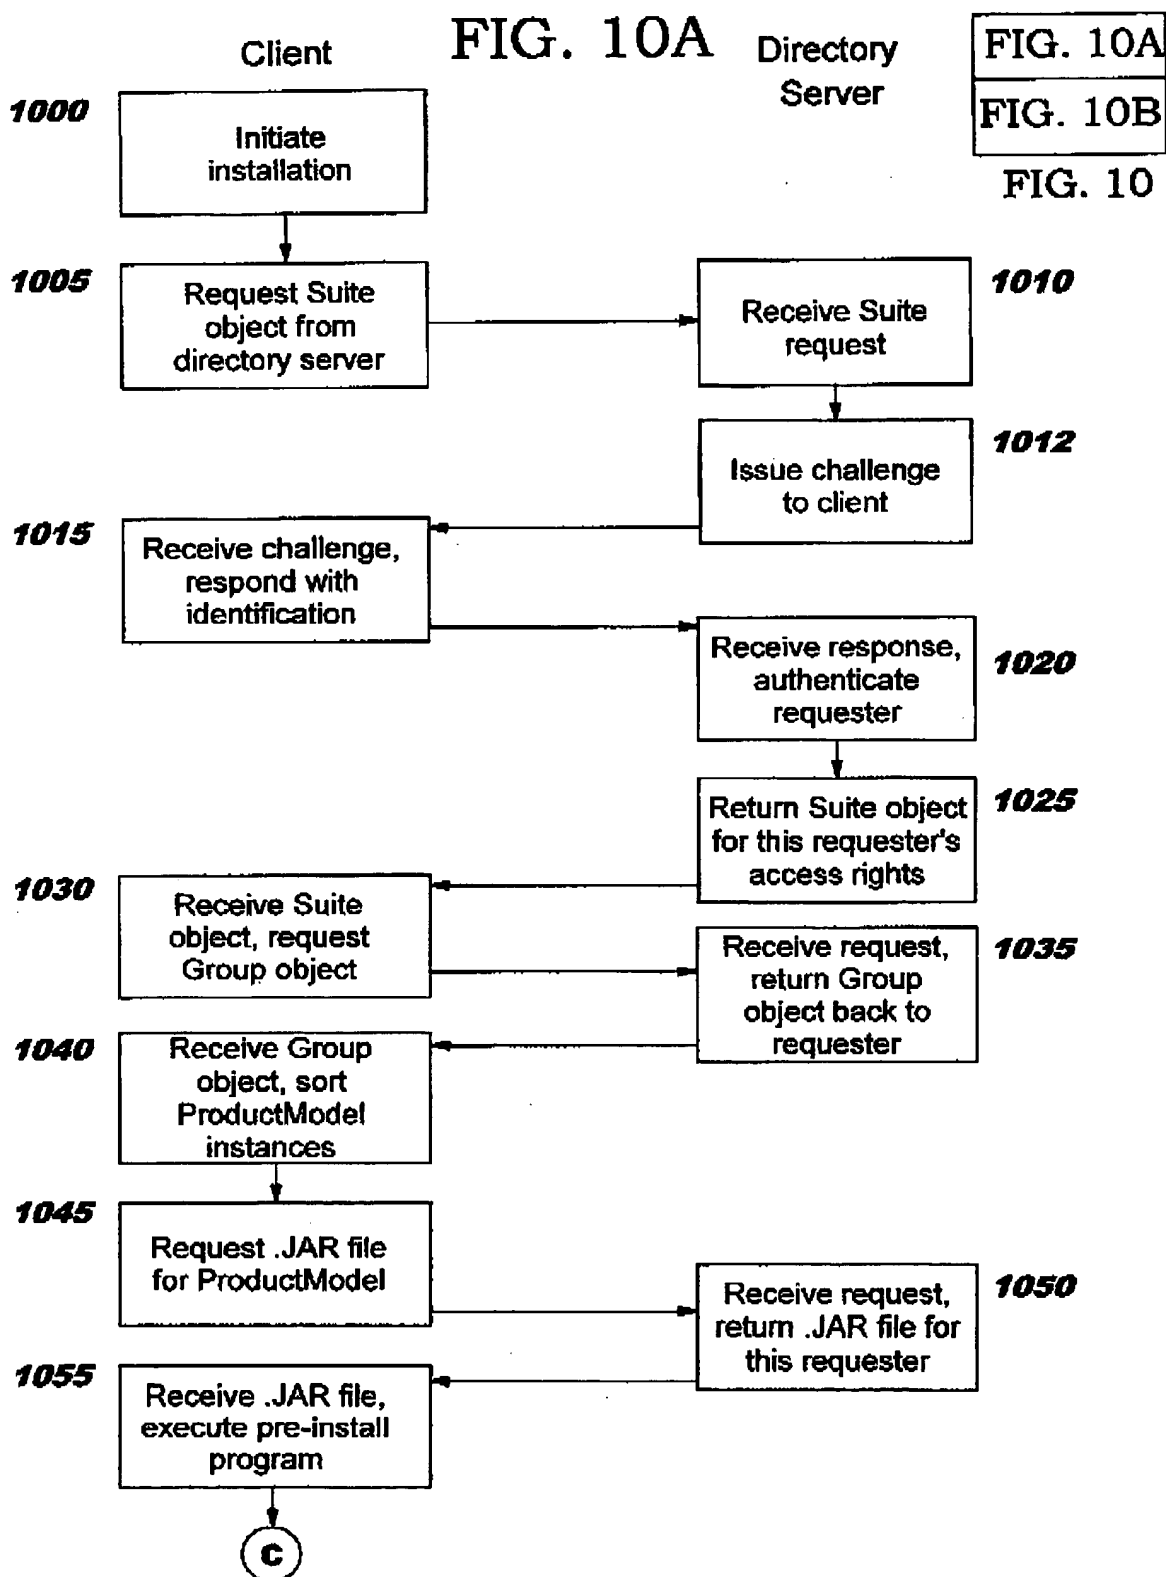 FIG. 10A
Client
Directory
Server
FIG. 10A
FIG. 10B
FIG. 10
1000
Initiate
installation
1005
Request Suite
object from
directory server
1010
Receive Suite
request
1012
Issue challenge
to client
1015
Receive challenge,
respond with
identification
1020
Receive response,
authenticate
requester
1025
Return Suite object
for this requester's
access rights
1030
Receive Suite
object, request
Group object
1035
Receive request,
return Group
object back to
requester
1040
Receive Group
object, sort
ProductModel
instances
1045
Request .JAR file
for ProductModel
1050
Receive request,
return .JAR file for
this requester
1055
Receive .JAR file,
execute pre-install
program
C